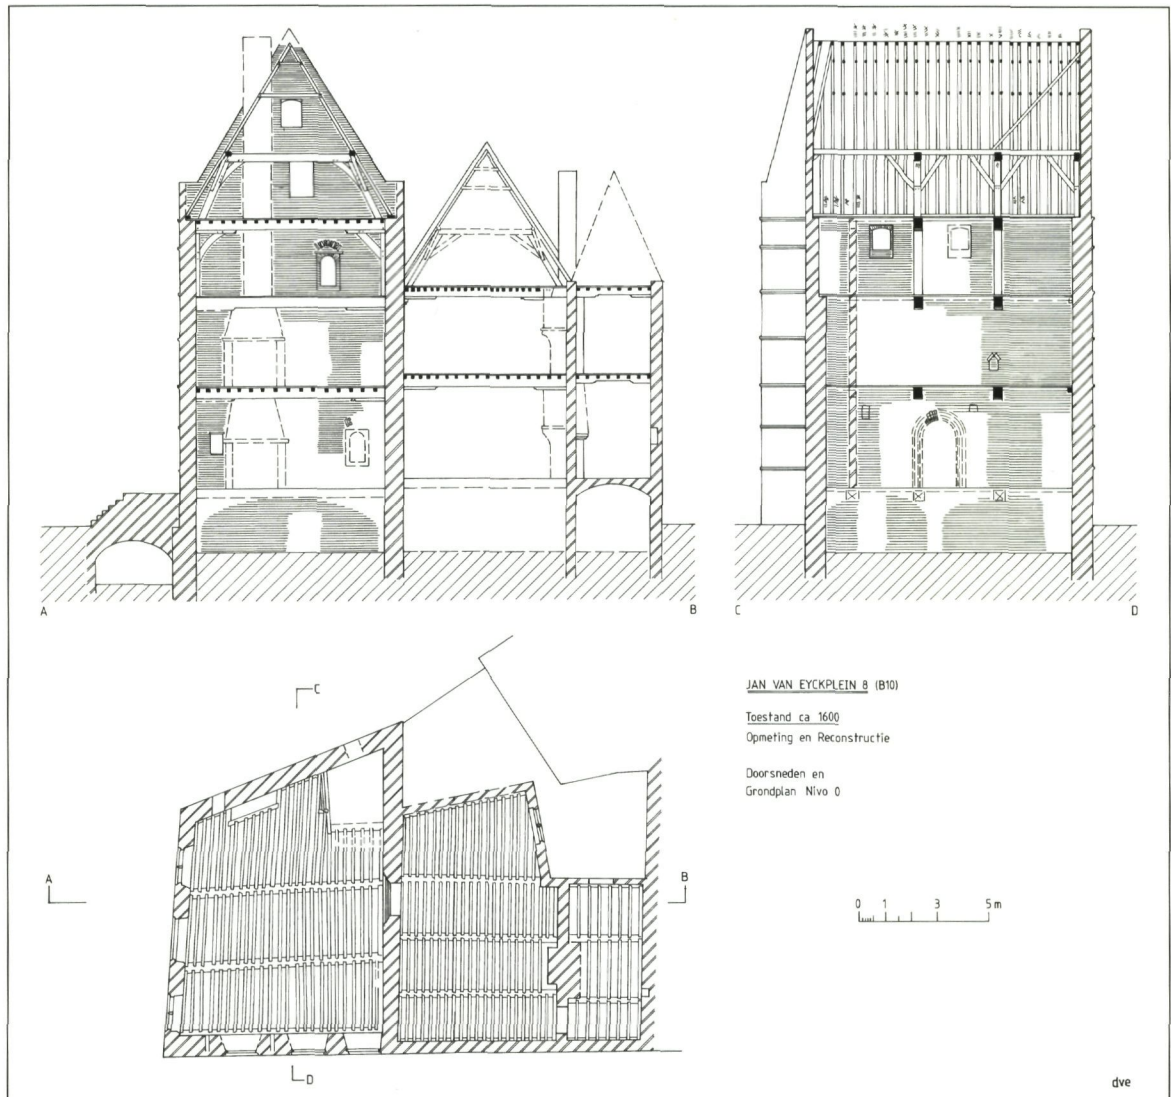 A
B
C
D
JAN VAN EYCKPLEIN 8 (B10)
Toestand ca 1600
Opmeting en Reconstructie
Doorsneden en
Grondplan Nivo 0
C
A
B
D
0 1 3 5 m
dve